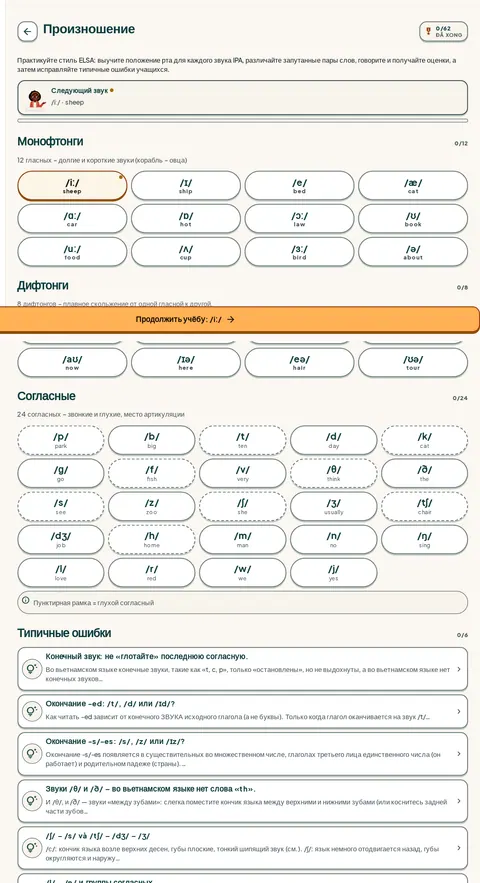 Произношение
0/62
ĐÃ XONG
Практикуйте стиль ELSA: выучите положение рта для каждого звука IPA, различайте запутанные пары слов, говорите и получайте оценки, а
затем исправляйте типичные ошибки учащихся.
Следующий звук
/iː/ · sheep
Монофтонги
0/12
12 гласных – долгие и короткие звуки (корабль – овца)
/iː/ /ɪ/ /e/ /æ/
sheep ship bed cat
/ɑː/ /ɒ/ /ɔː/ /ʊ/
car hot law book
/uː/ /ʌ/ /ɜː/ /ə/
food cup bird about
Дифтонги
0/8
8 дифтонгов – плавное скольжение от одной гласной к другой.
Продолжить учёбу: /iː/ →
/aʊ/ /ɪə/ /eə/ /ʊə/
now here hair tour
Согласные
0/24
24 согласных – звонкие и глухие, место артикуляции
/p/ /b/ /t/ /d/ /k/
park big ten day cat
/g/ /f/ /v/ /θ/ /ð/
go fish very think the
/s/ /z/ /ʃ/ /ʒ/ /tʃ/
see zoo she usually chair
/dʒ/ /h/ /m/ /n/ /ŋ/
job home man no sing
/l/ /r/ /w/ /j/
love red we yes
Пунктирная рамка = глухой согласный
Типичные ошибки
0/6
Конечный звук: не «глотайте» последнюю согласную.
Во вьетнамском языке конечные звуки, такие как «t, c, p», только «остановлены», но не выдохнуты, а во вьетнамском языке нет
конечных звуков…
Окончание -ed: /t/, /d/ или /ɪd/?
Как читать -ed зависит от конечного ЗВУКА исходного глагола (а не буквы). Только когда глагол оканчивается на звук /t/…
Окончание -s/-es: /s/, /z/ или /ɪz/?
Окончание -s/-es появляется в существительных во множественном числе, глаголах третьего лица единственного числа (он
работает) и родительном падеже (страны)…
Звуки /θ/ и /ð/ – во вьетнамском языке нет слова «th».
И /θ/, и /ð/ — звуки «между зубами»: слегка поместите кончик языка между верхними и нижними зубами (или коснитесь задней
части зубов…
/ʃ/ – /s/ và /tʃ/ – /dʒ/ – /ʒ/
/с/: кончик языка возле верхних десен, губы плоские, тонкий шипящий звук (см.). /ʃ/: язык немного отодвигается назад, губы
округляются и наружу…